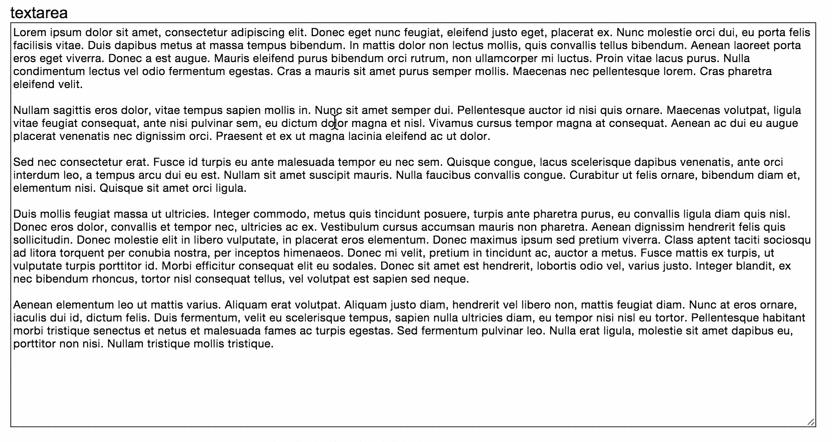 textarea
Lorem ipsum dolor sit amet, consectetur adipiscing elit. Donec eget nunc feugiat, eleifend justo eget, placerat ex. Nunc molestie orci dui, eu porta felis
facilisis vitae. Duis dapibus metus at massa tempus bibendum. In mattis dolor non lectus mollis, quis convallis tellus bibendum. Aenean laoreet porta
eros eget viverra. Donec a est augue. Mauris eleifend purus bibendum orci rutrum, non ullamcorper mi luctus. Proin vitae lacus purus. Nulla
condimentum lectus vel odio fermentum egestas. Cras a mauris sit amet purus semper mollis. Maecenas nec pellentesque lorem. Cras pharetra
eleifend velit.
Nullam sagittis eros dolor, vitae tempus sapien mollis in. Nunc sit amet semper dui. Pellentesque auctor id nisi quis ornare. Maecenas volutpat, ligula
vitae feugiat consequat, ante nisi pulvinar sem, eu dictum dolor magna et nisl. Vivamus cursus tempor magna at consequat. Aenean ac dui eu augue
placerat venenatis nec dignissim orci. Praesent et ex ut magna lacinia eleifend ac ut dolor.
Sed nec consectetur erat. Fusce id turpis eu ante malesuada tempor eu nec sem. Quisque congue, lacus scelerisque dapibus venenatis, ante orci
interdum leo, a tempus arcu dui eu est. Nullam sit amet suscipit mauris. Nulla faucibus convallis congue. Curabitur ut felis ornare, bibendum diam et,
elementum nisi. Quisque sit amet orci ligula.
Duis mollis feugiat massa ut ultricies. Integer commodo, metus quis tincidunt posuere, turpis ante pharetra purus, eu convallis ligula diam quis nisl.
Donec eros dolor, convallis et tempor nec, ultricies ac ex. Vestibulum cursus accumsan mauris non pharetra. Aenean dignissim hendrerit felis quis
sollicitudin. Donec molestie elit in libero vulputate, in placerat eros elementum. Donec maximus ipsum sed pretium viverra. Class aptent taciti sociosqu
ad litora torquent per conubia nostra, per inceptos himenaeos. Donec mi velit, pretium in tincidunt ac, auctor a metus. Fusce mattis ex turpis, ut
vulputate turpis porttitor id. Morbi efficitur consequat elit eu sodales. Donec sit amet est hendrerit, lobortis odio vel, varius justo. Integer blandit, ex
nec bibendum rhoncus, tortor nisl consequat tellus, vel volutpat est sapien sed neque.
Aenean elementum leo ut mattis varius. Aliquam erat volutpat. Aliquam justo diam, hendrerit vel libero non, mattis feugiat diam. Nunc at eros ornare,
iaculis dui id, dictum felis. Duis fermentum, velit eu scelerisque tempus, sapien nulla ultricies diam, eu tempor nisi nisl eu tortor. Pellentesque habitant
morbi tristique senectus et netus et malesuada fames ac turpis egestas. Sed fermentum pulvinar leo. Nulla erat ligula, molestie sit amet dapibus eu,
porttitor non nisi. Nullam tristique mollis tristique.